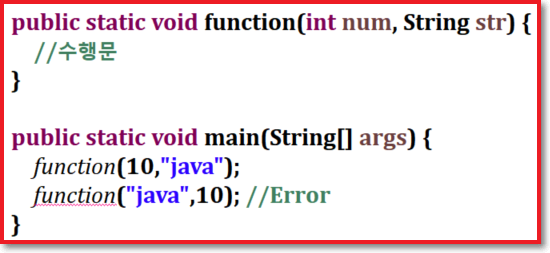 public static void function(int num, String str) {
//수행문
}
public static void main(String[] args) {
function(10,"java");
function("java",10); //Error
}